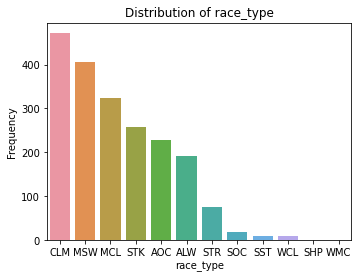 Distribution of race_type
Frequency
400
300
200
100
0
CLM MSW MCL STK AOC ALW STR SOC SST WCL SHP WMC
race_type